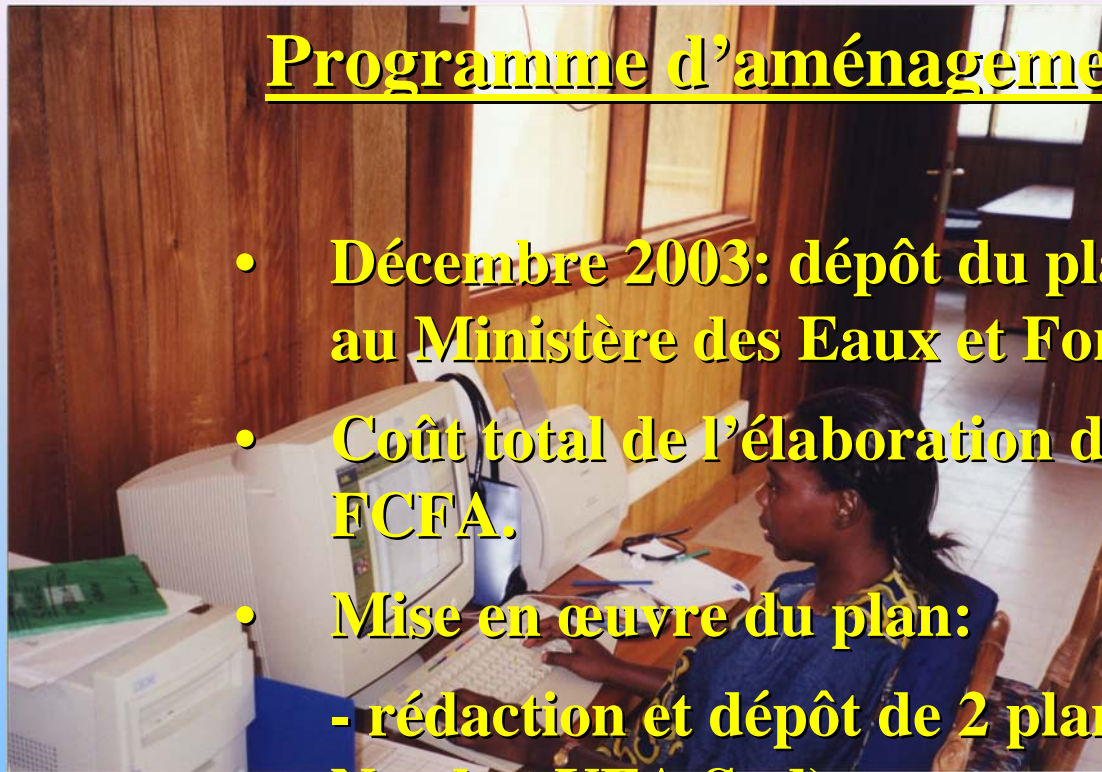 Programme d’aménageme
• Décembre 2003: dépôt du pla
au Ministère des Eaux et For
• Coût total de l’élaboration d
FCFA.
• Mise en œuvre du plan:
- rédaction et dépôt de 2 plan